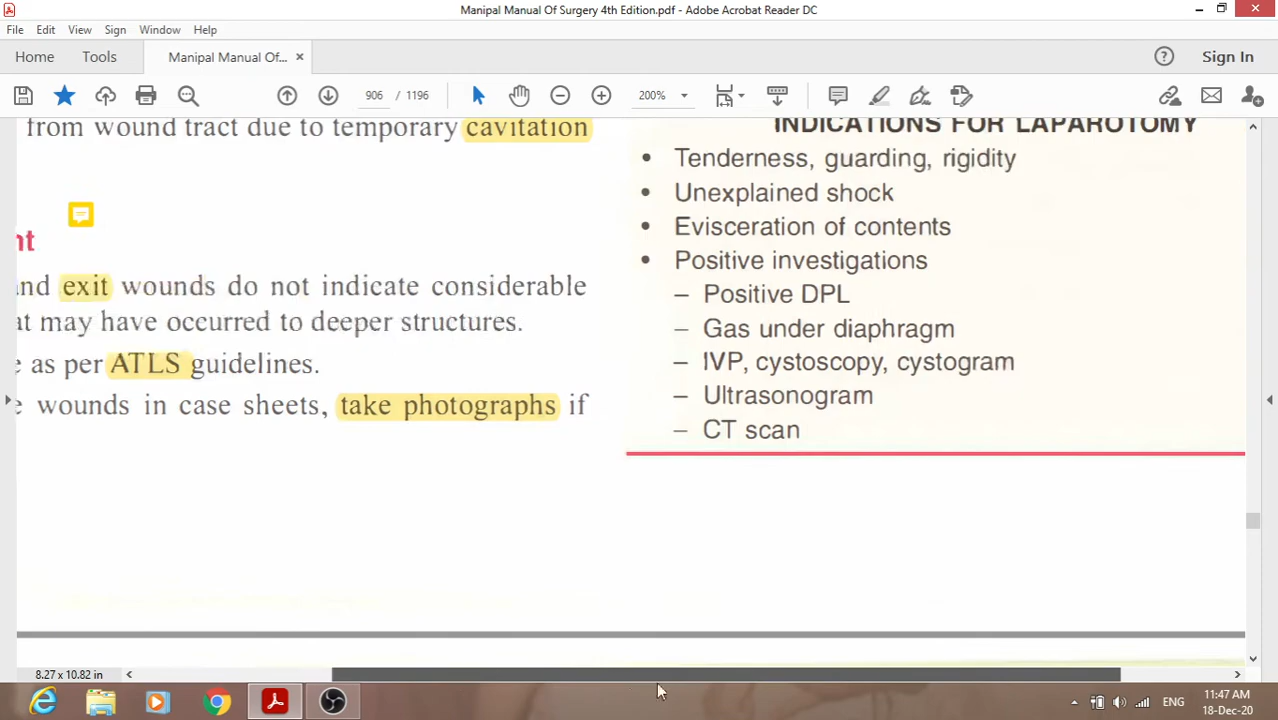 Manipal Manual Of Surgery 4th Edition.pdf - Adobe Acrobat Reader DC
File Edit View Sign Window Help
Home Tools Manipal Manual Of... × Sign In
906 / 1196 200%
from wound tract due to temporary cavitation
nt
and exit wounds do not indicate considerable
at may have occurred to deeper structures.
e as per ATLS guidelines.
e wounds in case sheets, take photographs if
INDICATIONS FOR LAPAROTOMY
• Tenderness, guarding, rigidity
• Unexplained shock
• Evisceration of contents
• Positive investigations
– Positive DPL
– Gas under diaphragm
– IVP, cystoscopy, cystogram
– Ultrasonogram
– CT scan
8.27 x 10.82 in
ENG
11:47 AM
18-Dec-20